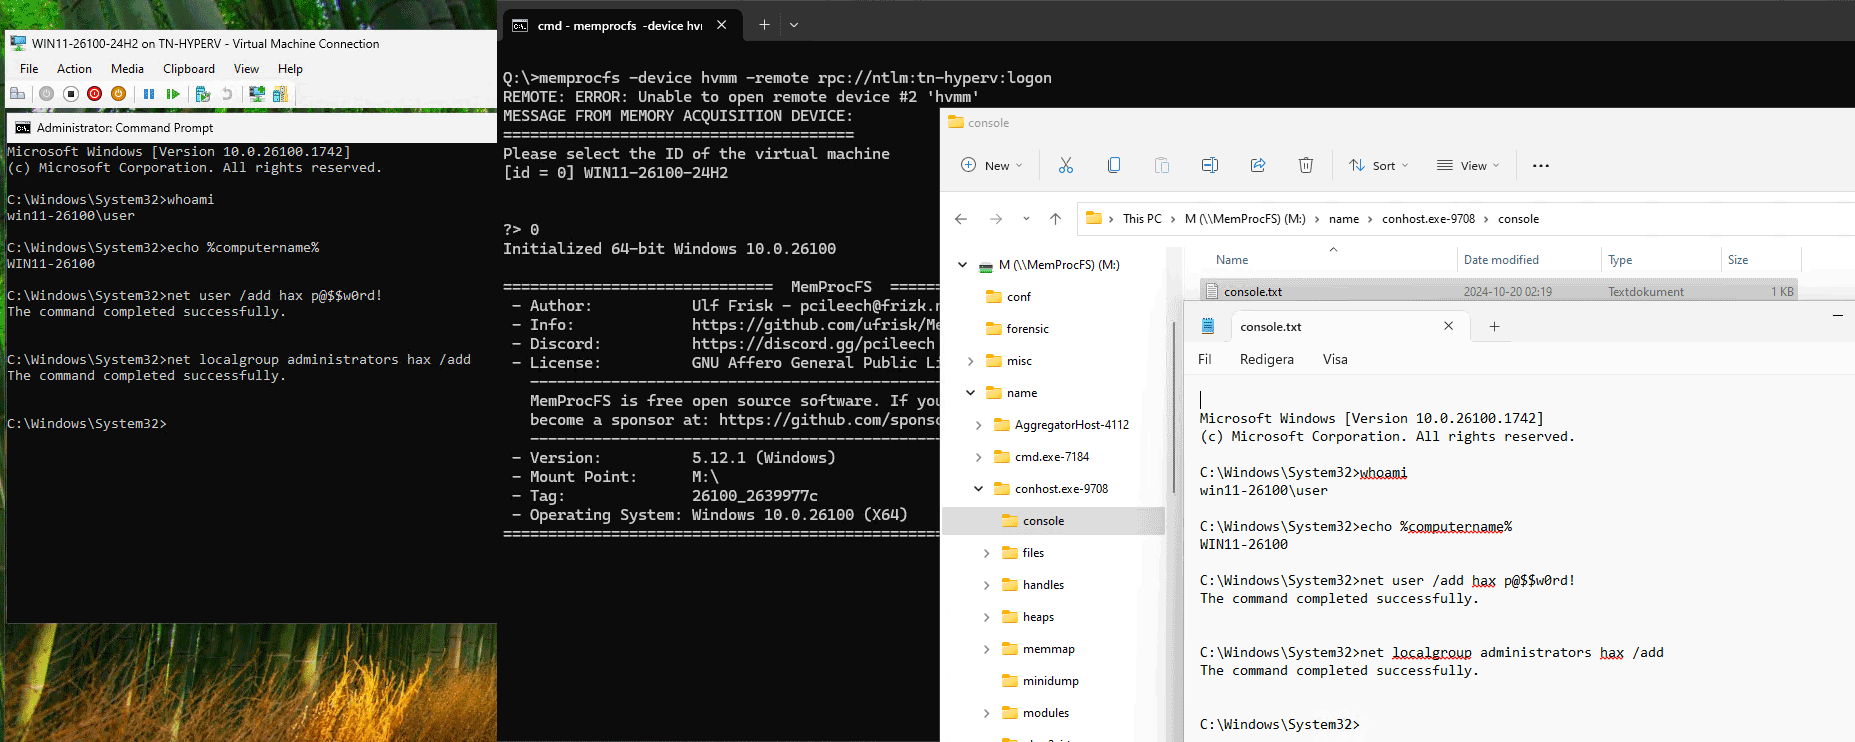 WIN11-26100-24H2 on TN-HYPERV - Virtual Machine Connection
File Action Media Clipboard View Help
Administrator: Command Prompt
Microsoft Windows [Version 10.0.26100.1742]
(c) Microsoft Corporation. All rights reserved.
C:\Windows\System32>whoami
win11-26100\user
C:\Windows\System32>echo %computername%
WIN11-26100
C:\Windows\System32>net user /add hax p@$$w0rd!
The command completed successfully.
C:\Windows\System32>net localgroup administrators hax /add
The command completed successfully.
C:\Windows\System32>
cmd - memprocfs -device hvm
Q:\>memprocfs -device hvmm -remote rpc://ntlm:tn-hyperv:logon
REMOTE: ERROR: Unable to open remote device #2 'hvmm'
MESSAGE FROM MEMORY ACQUISITION DEVICE:
=======================================
Please select the ID of the virtual machine
[id = 0] WIN11-26100-24H2
?> 0
Initialized 64-bit Windows 10.0.26100
============================== MemProcFS ======
- Author: Ulf Frisk - pcileech@frizk.n
- Info: https://github.com/ufrisk/Me
- Discord: https://discord.gg/pcileech
- License: GNU Affero General Public Li
MemProcFS is free open source software. If you
become a sponsor at: https://github.com/sponso
- Version: 5.12.1 (Windows)
- Mount Point: M:\
- Tag: 26100_2639977c
- Operating System: Windows 10.0.26100 (X64)
console
New Sort View
This PC > M (\\MemProcFS) (M:) > name > conhost.exe-9708 > console
M (\\MemProcFS) (M:)
conf
forensic
misc
name
AggregatorHost-4112
cmd.exe-7184
conhost.exe-9708
console
files
handles
heaps
memmap
minidump
modules
Name Date modified Type Size
console.txt 2024-10-20 02:19 Textdokument 1 KB
console.txt
Fil Redigera Visa
Microsoft Windows [Version 10.0.26100.1742]
(c) Microsoft Corporation. All rights reserved.
C:\Windows\System32>whoami
win11-26100\user
C:\Windows\System32>echo %computername%
WIN11-26100
C:\Windows\System32>net user /add hax p@$$w0rd!
The command completed successfully.
C:\Windows\System32>net localgroup administrators hax /add
The command completed successfully.
C:\Windows\System32>